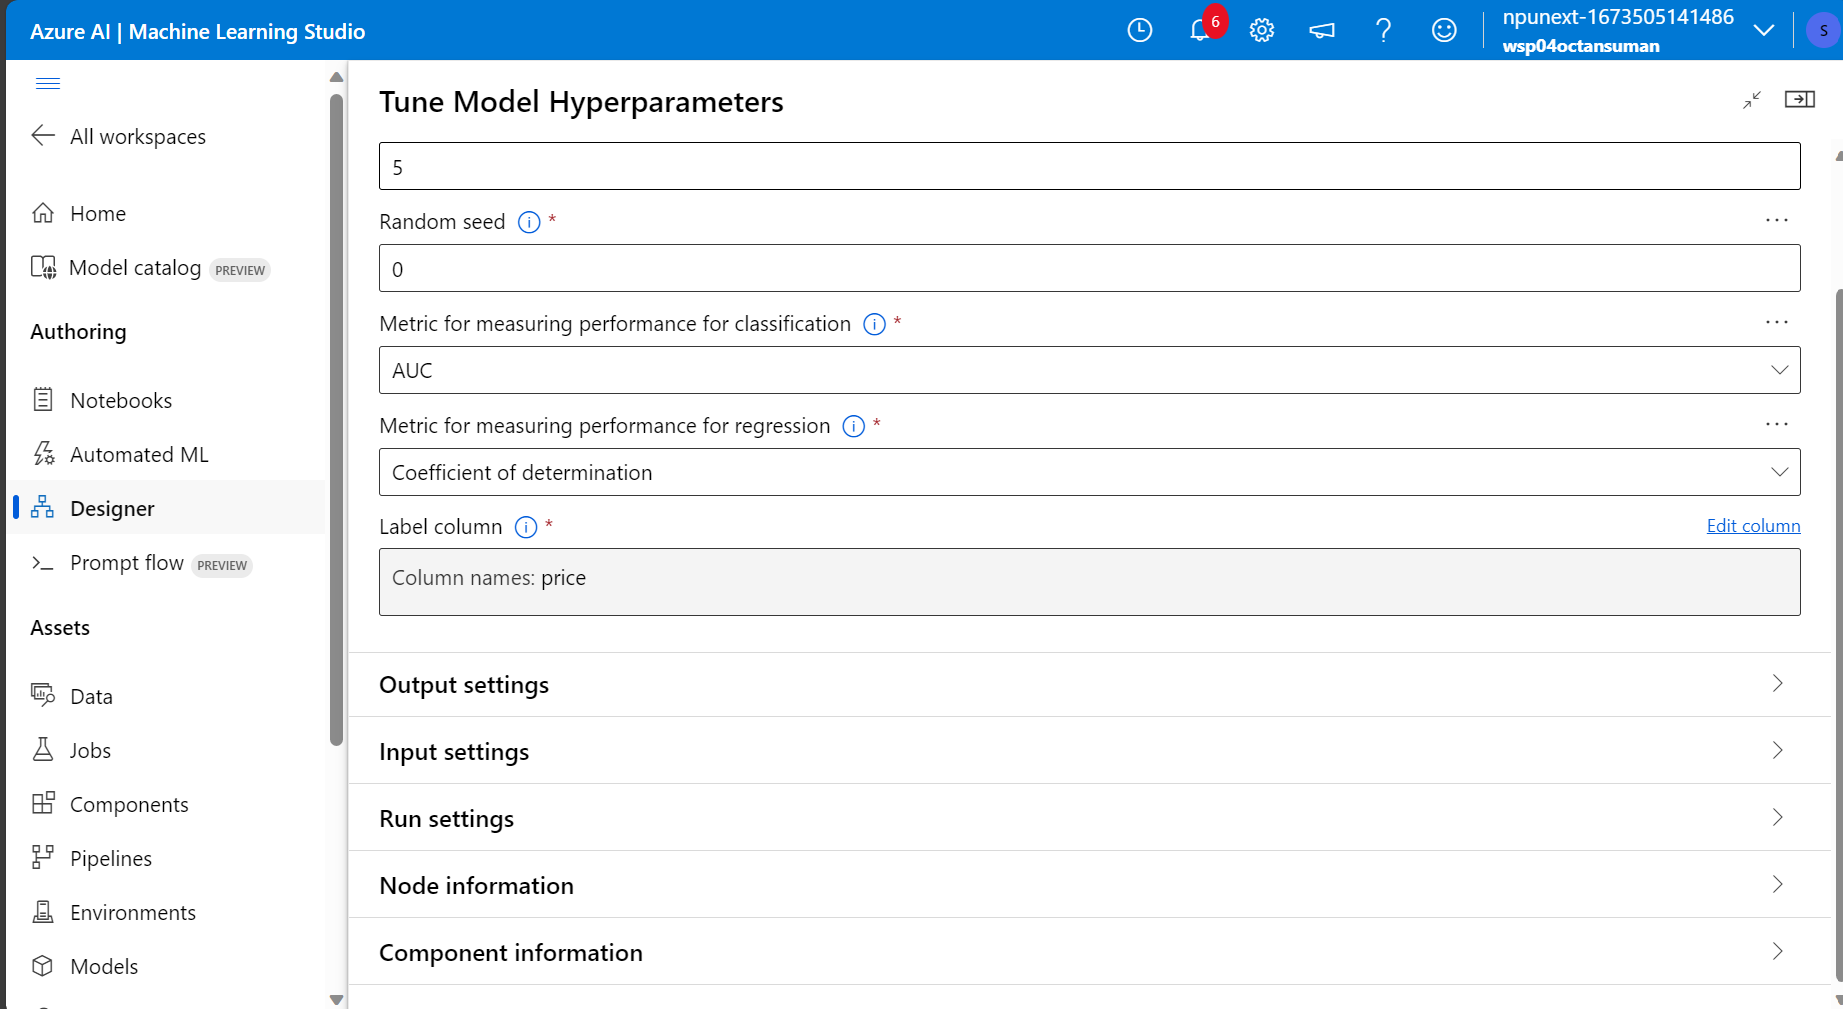 Azure AI | Machine Learning Studio
6
npunext-1673505141486
wsp04octansuman
S
All workspaces
Home
Model catalog PREVIEW
Authoring
Notebooks
Automated ML
Designer
Prompt flow PREVIEW
Assets
Data
Jobs
Components
Pipelines
Environments
Models
Tune Model Hyperparameters
5
Random seed *
0
Metric for measuring performance for classification *
AUC
Metric for measuring performance for regression *
Coefficient of determination
Label column * Edit column
Column names: price
Output settings
Input settings
Run settings
Node information
Component information